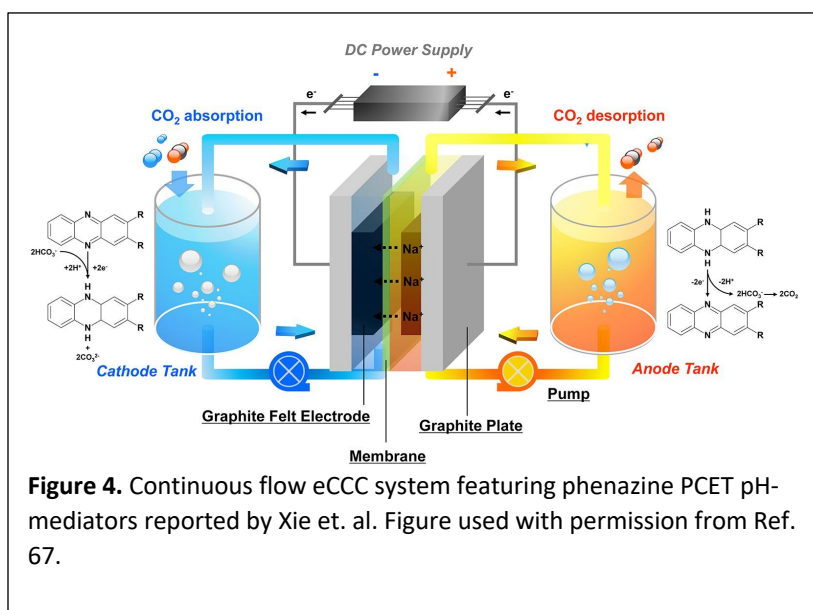 DC Power Supply
- +
e⁻ e⁻
CO₂ absorption
CO₂ desorption
N
R
N
R
2HCO₃⁻
+2H⁺ +2e⁻
H
N
R
N
R
H
+
2CO₃²⁻
Cathode Tank
Na⁺
Na⁺
Na⁺
H
N
R
N
R
H
-2e⁻ -2H⁺
2HCO₃⁻ 2CO₂
N
R
N
R
Anode Tank
Pump
Graphite Felt Electrode
Graphite Plate
Membrane
Figure 4. Continuous flow eCCC system featuring phenazine PCET pH-
mediators reported by Xie et. al. Figure used with permission from Ref.
67.